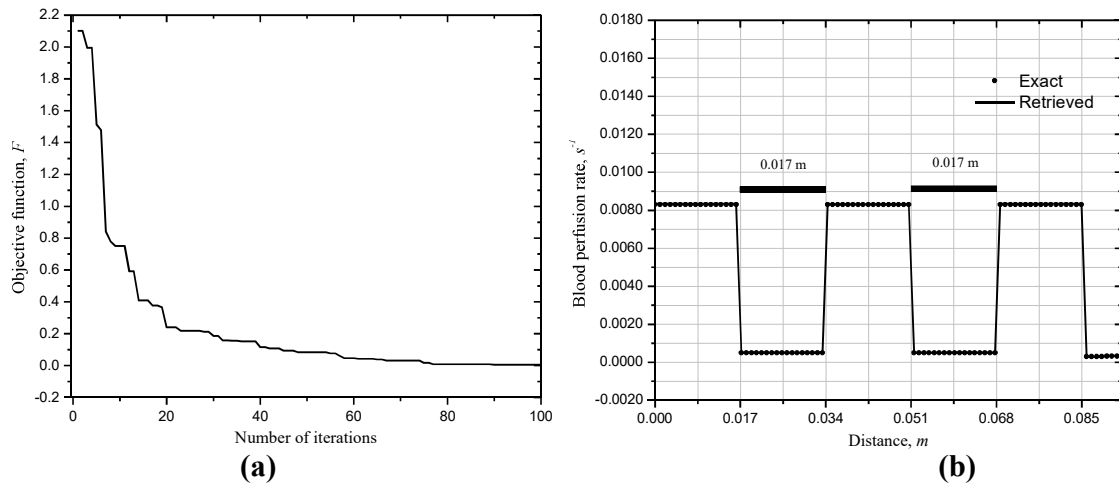 2.2
2.0
1.8
1.6
1.4
1.2
1.0
0.8
0.6
0.4
0.2
0.0
-0.2
Objective function, F
0 20 40 60 80 100
Number of iterations
(a)
0.0180
0.0160
0.0140
0.0120
0.0100
0.0080
0.0060
0.0040
0.0020
0.0000
-0.0020
Blood perfusion rate, s⁻¹
Exact
Retrieved
0.017 m 0.017 m
0.000 0.017 0.034 0.051 0.068 0.085
Distance, m
(b)